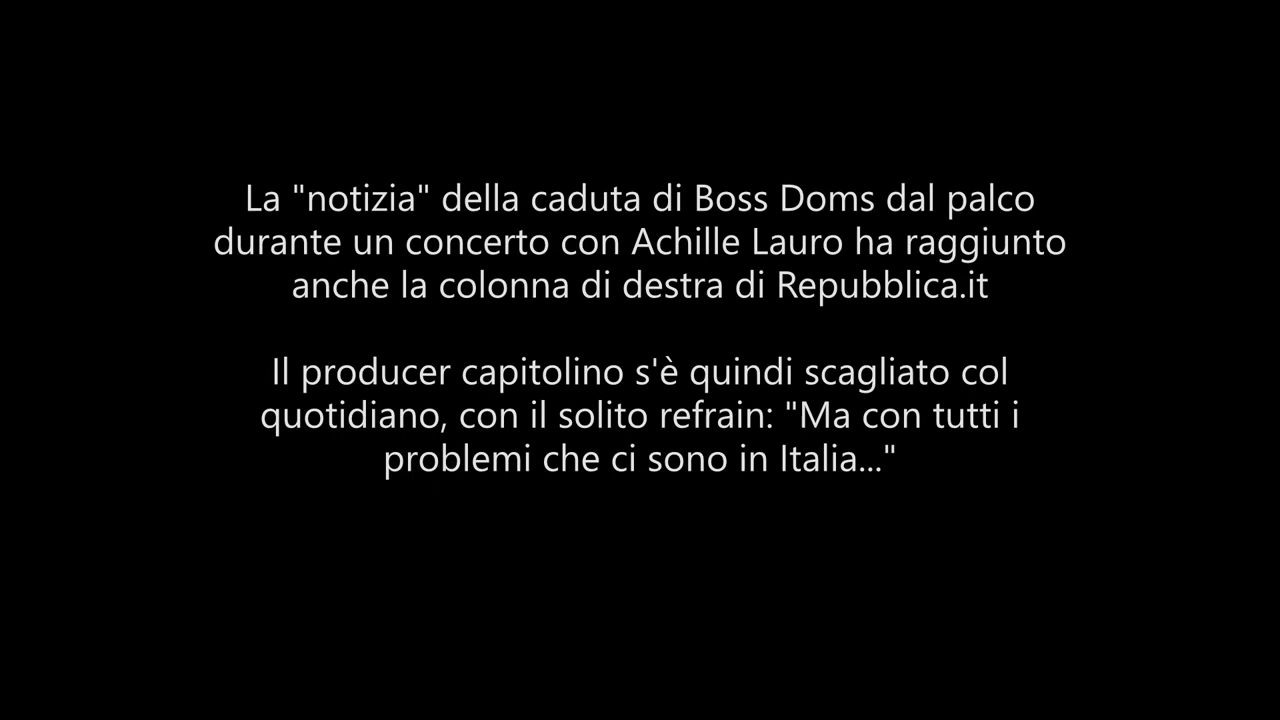 La "notizia" della caduta di Boss Doms dal palco
durante un concerto con Achille Lauro ha raggiunto
anche la colonna di destra di Repubblica.it
Il producer capitolino s'è quindi scagliato col
quotidiano, con il solito refrain: "Ma con tutti i
problemi che ci sono in Italia..."